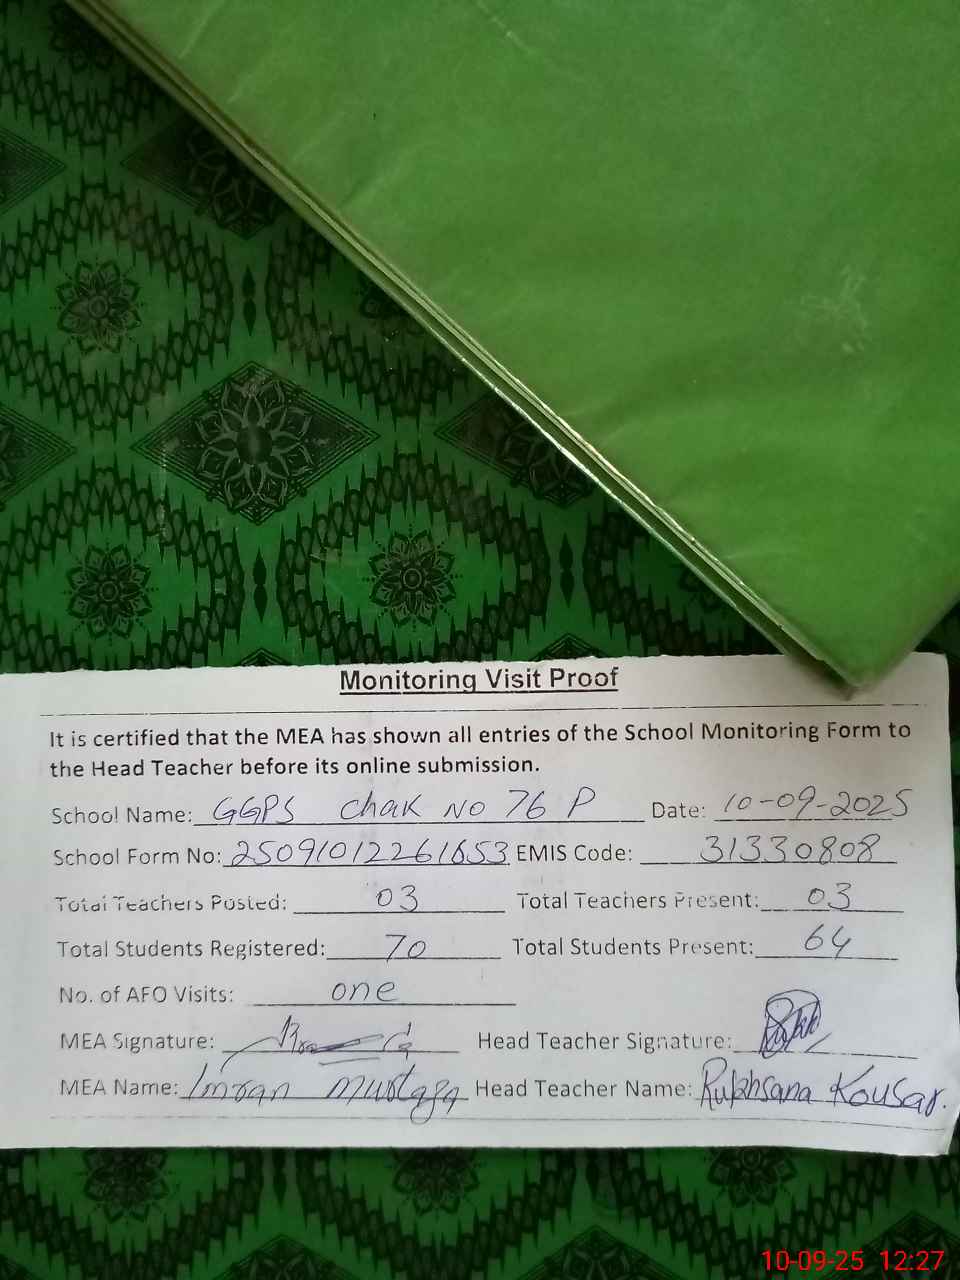 Monitoring Visit Proof
It is certified that the MEA has shown all entries of the School Monitoring Form to
the Head Teacher before its online submission.
School Name: GGPS Chak No 76 P Date: 10-09-2025
School Form No: 25091012261653 EMIS Code: 31330808
Total Teachers Posted: 03 Total Teachers Present: 03
Total Students Registered: 70 Total Students Present: 64
No. of AFO Visits: one
MEA Signature: Head Teacher Signature:
MEA Name: Imran Mustafa Head Teacher Name: Rukhsana Kousar.
10-09-25 12:27